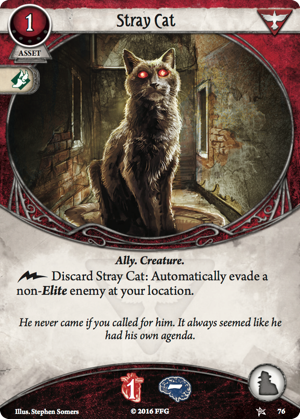 Stray Cat
1
ASSET
Ally. Creature.
Discard Stray Cat: Automatically evade a
non-Elite enemy at your location.
He never came if you called for him. It always seemed like he
had his own agenda.
1
2
Illus. Stephen Somers
© 2016 FFG
76